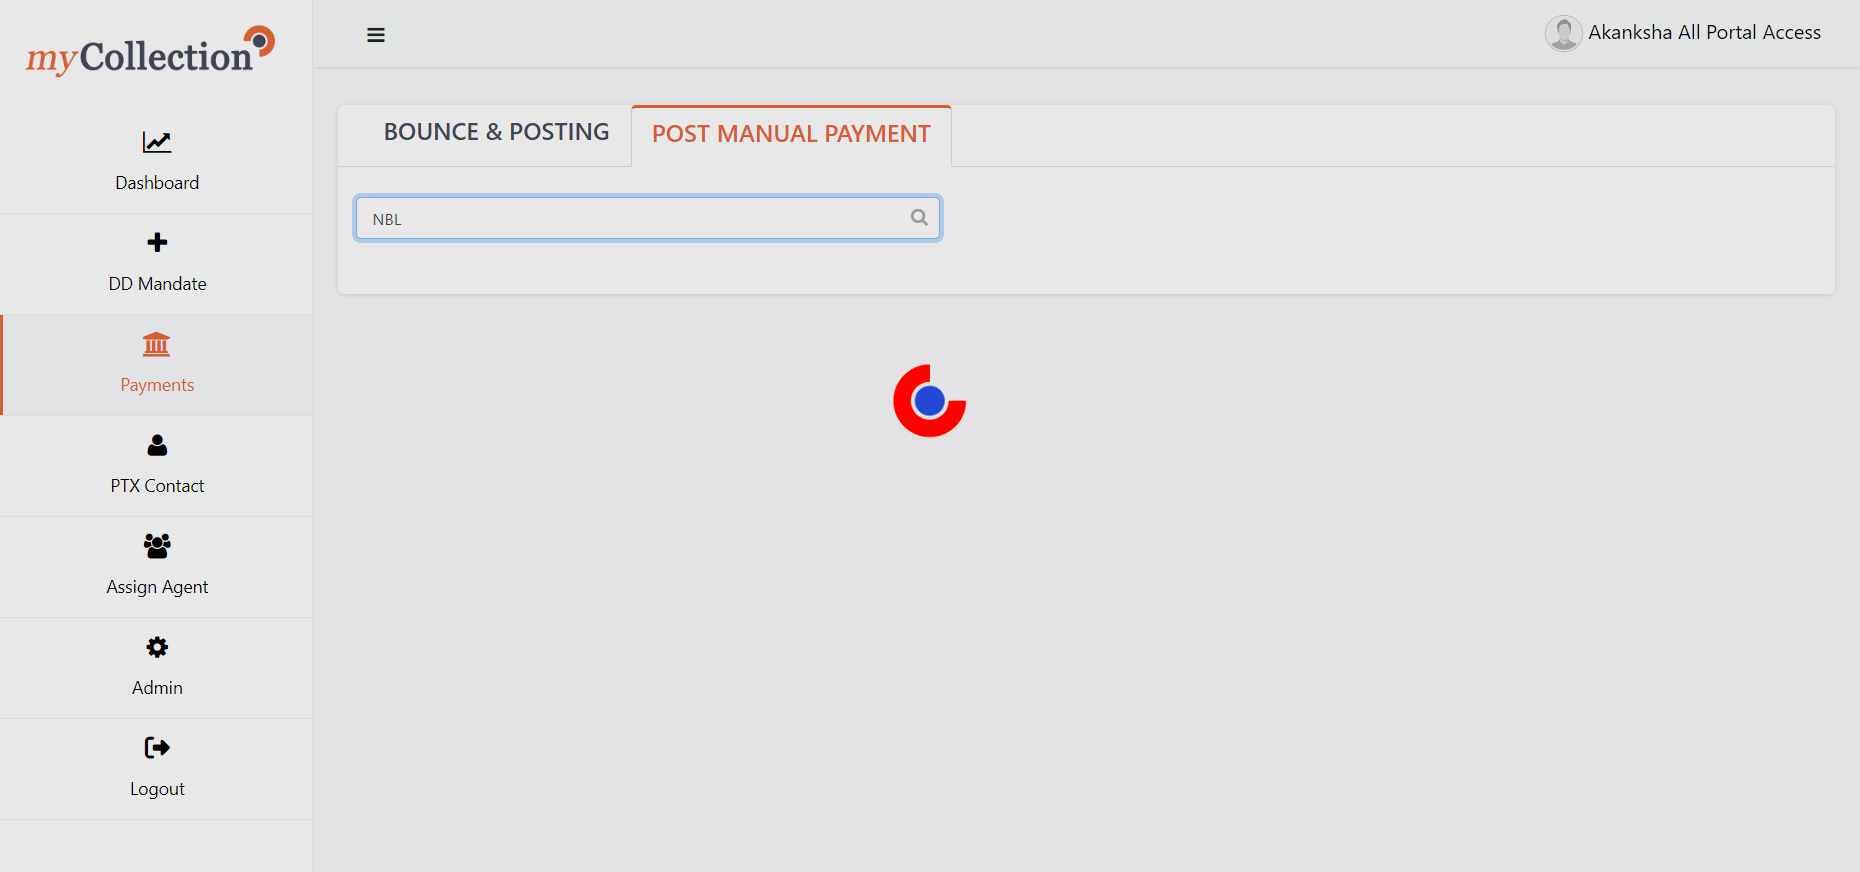 myCollection
Akanksha All Portal Access
BOUNCE & POSTING
POST MANUAL PAYMENT
NBL
Dashboard
DD Mandate
Payments
PTX Contact
Assign Agent
Admin
Logout